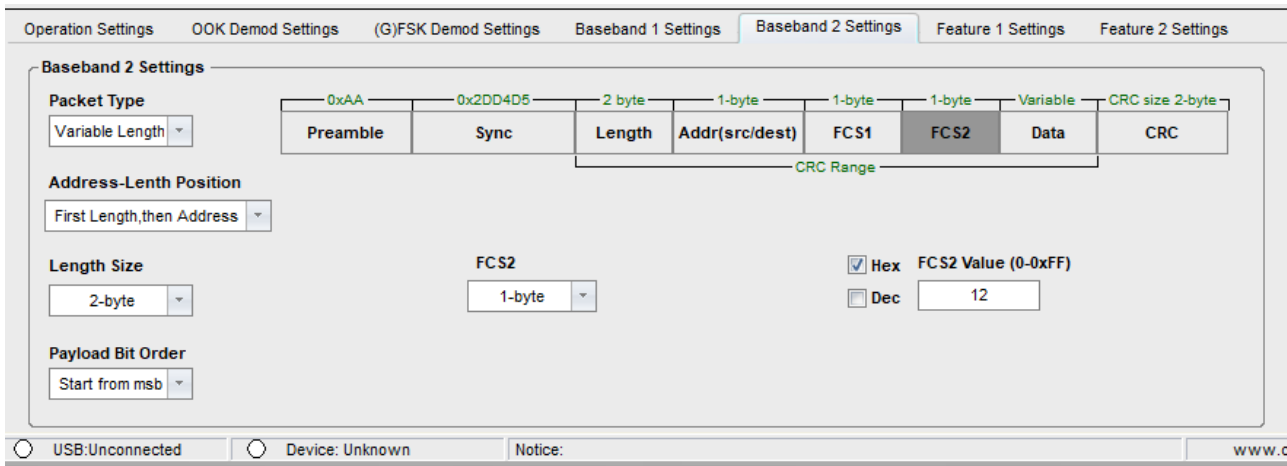 Operation Settings OOK Demod Settings (G)FSK Demod Settings Baseband 1 Settings Baseband 2 Settings Feature 1 Settings Feature 2 Settings
Baseband 2 Settings
Packet Type
Variable Length
0xAA 0x2DD4D5 2 byte 1-byte 1-byte 1-byte Variable CRC size 2-byte
Preamble Sync Length Addr(src/dest) FCS1 FCS2 Data CRC
CRC Range
Address-Lenth Position
First Length,then Address
Length Size FCS2 Hex FCS2 Value (0-0xFF)
2-byte 1-byte Dec 12
Payload Bit Order
Start from msb
USB:Unconnected Device: Unknown Notice: www.